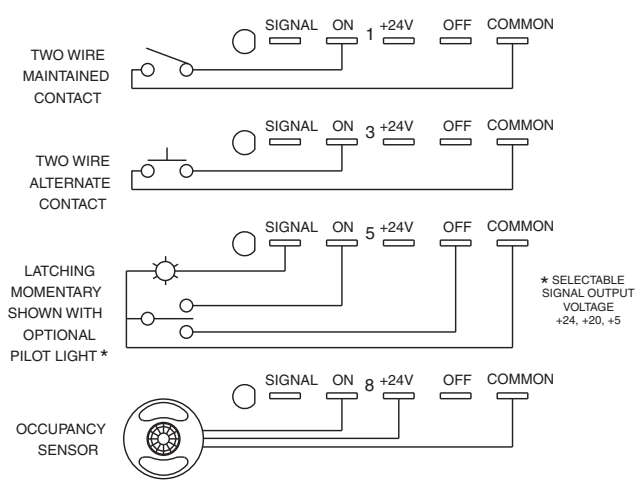 SIGNAL ON 1 +24V OFF COMMON
TWO WIRE
MAINTAINED
CONTACT
SIGNAL ON 3 +24V OFF COMMON
TWO WIRE
ALTERNATE
CONTACT
SIGNAL ON 5 +24V OFF COMMON
LATCHING
MOMENTARY
SHOWN WITH
OPTIONAL
PILOT LIGHT *
* SELECTABLE
SIGNAL OUTPUT
VOLTAGE
+24, +20, +5
SIGNAL ON 8 +24V OFF COMMON
OCCUPANCY
SENSOR